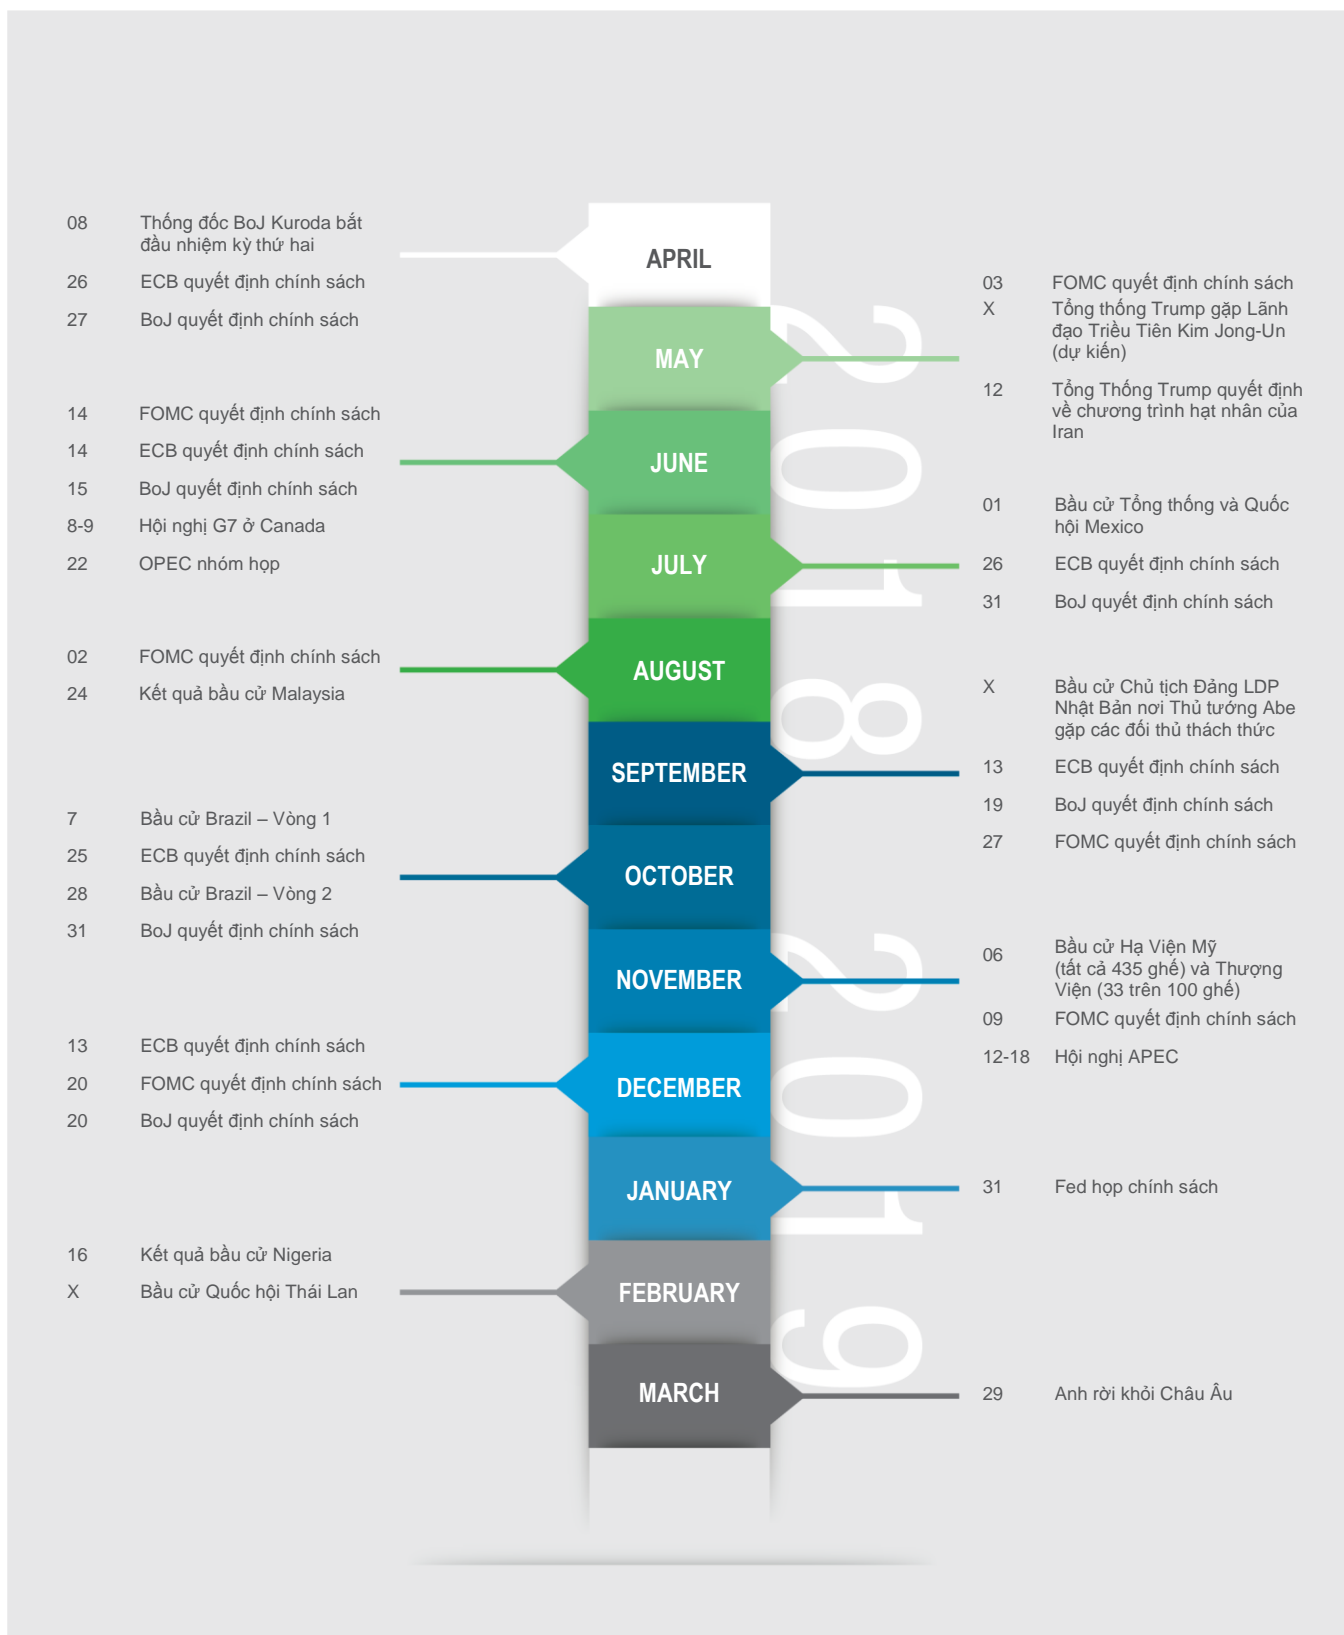 08 Thống đốc BoJ Kuroda bắt
đầu nhiệm kỳ thứ hai
26 ECB quyết định chính sách
27 BoJ quyết định chính sách
APRIL
03 FOMC quyết định chính sách
X Tổng thống Trump gặp Lãnh
đạo Triều Tiên Kim Jong-Un
(dự kiến)
12 Tổng Thống Trump quyết định
về chương trình hạt nhân của
Iran
MAY
2018
14 FOMC quyết định chính sách
14 ECB quyết định chính sách
15 BoJ quyết định chính sách
8-9 Hội nghị G7 ở Canada
22 OPEC nhóm họp
JUNE
01 Bầu cử Tổng thống và Quốc
hội Mexico
26 ECB quyết định chính sách
31 BoJ quyết định chính sách
JULY
02 FOMC quyết định chính sách
24 Kết quả bầu cử Malaysia
AUGUST
X Bầu cử Chủ tịch Đảng LDP
Nhật Bản nơi Thủ tướng Abe
gặp các đối thủ thách thức
13 ECB quyết định chính sách
19 BoJ quyết định chính sách
27 FOMC quyết định chính sách
SEPTEMBER
7 Bầu cử Brazil – Vòng 1
25 ECB quyết định chính sách
28 Bầu cử Brazil – Vòng 2
31 BoJ quyết định chính sách
OCTOBER
06 Bầu cử Hạ Viện Mỹ
(tất cả 435 ghế) và Thượng
Viện (33 trên 100 ghế)
09 FOMC quyết định chính sách
12-18 Hội nghị APEC
NOVEMBER
2019
13 ECB quyết định chính sách
20 FOMC quyết định chính sách
20 BoJ quyết định chính sách
DECEMBER
31 Fed họp chính sách
JANUARY
16 Kết quả bầu cử Nigeria
X Bầu cử Quốc hội Thái Lan
FEBRUARY
29 Anh rời khỏi Châu Âu
MARCH